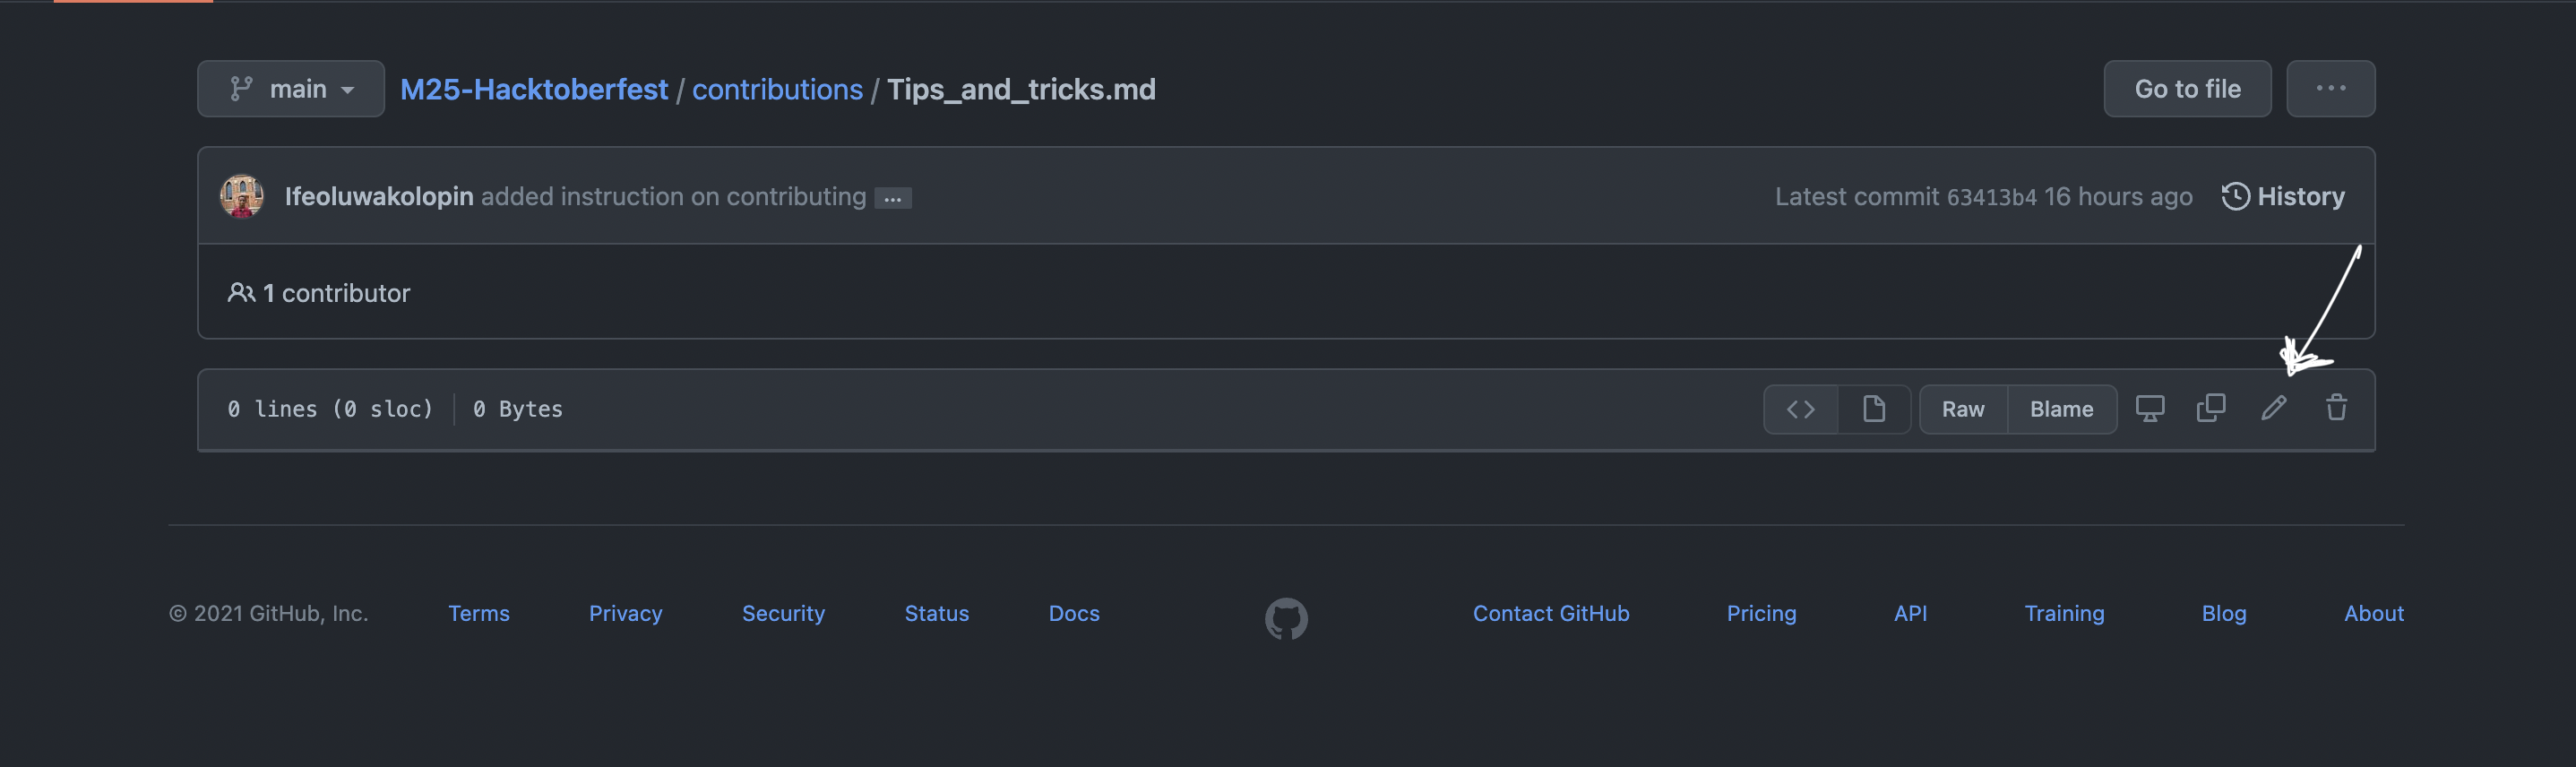 main M25-Hacktoberfest / contributions / Tips_and_tricks.md Go to file ...
Ifeoluwakolopin added instruction on contributing ... Latest commit 63413b4 16 hours ago History
1 contributor
0 lines (0 sloc) 0 Bytes Raw Blame
© 2021 GitHub, Inc. Terms Privacy Security Status Docs Contact GitHub Pricing API Training Blog About